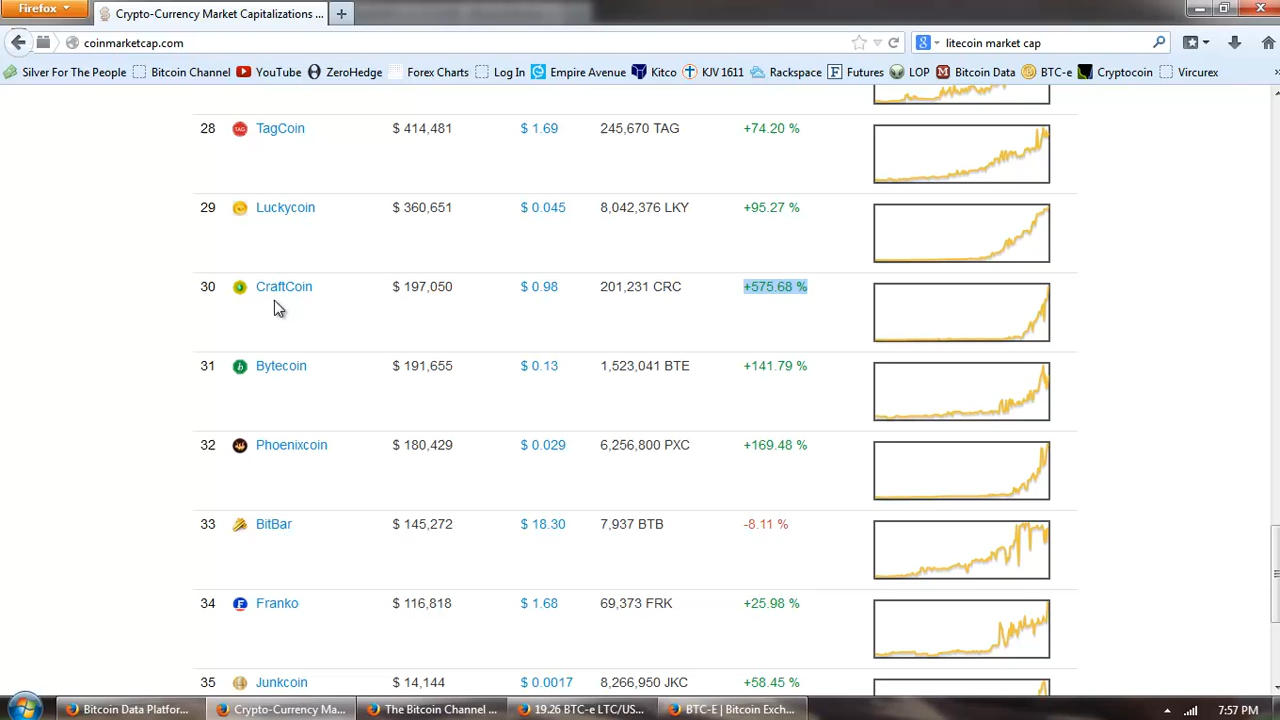 Firefox
Crypto-Currency Market Capitalizations ...
coinmarketcap.com
litecoin market cap
Silver For The People
Bitcoin Channel
YouTube
ZeroHedge
Forex Charts
Log In
Empire Avenue
Kitco
KJV 1611
Rackspace
Futures
LOP
Bitcoin Data
BTC-e
Cryptocoin
Vircurex
28 TAG TagCoin $ 414,481 $ 1.69 245,670 TAG +74.20 %
29 Luckycoin $ 360,651 $ 0.045 8,042,376 LKY +95.27 %
30 CraftCoin $ 197,050 $ 0.98 201,231 CRC +575.68 %
31 Bytecoin $ 191,655 $ 0.13 1,523,041 BTE +141.79 %
32 Phoenixcoin $ 180,429 $ 0.029 6,256,800 PXC +169.48 %
33 BitBar $ 145,272 $ 18.30 7,937 BTB -8.11 %
34 Franko $ 116,818 $ 1.68 69,373 FRK +25.98 %
35 Junkcoin $ 14,144 $ 0.0017 8,266,950 JKC +58.45 %
Bitcoin Data Platfor...
Crypto-Currency Ma...
The Bitcoin Channel ...
19.26 BTC-e LTC/US...
BTC-E | Bitcoin Exch...
7:57 PM